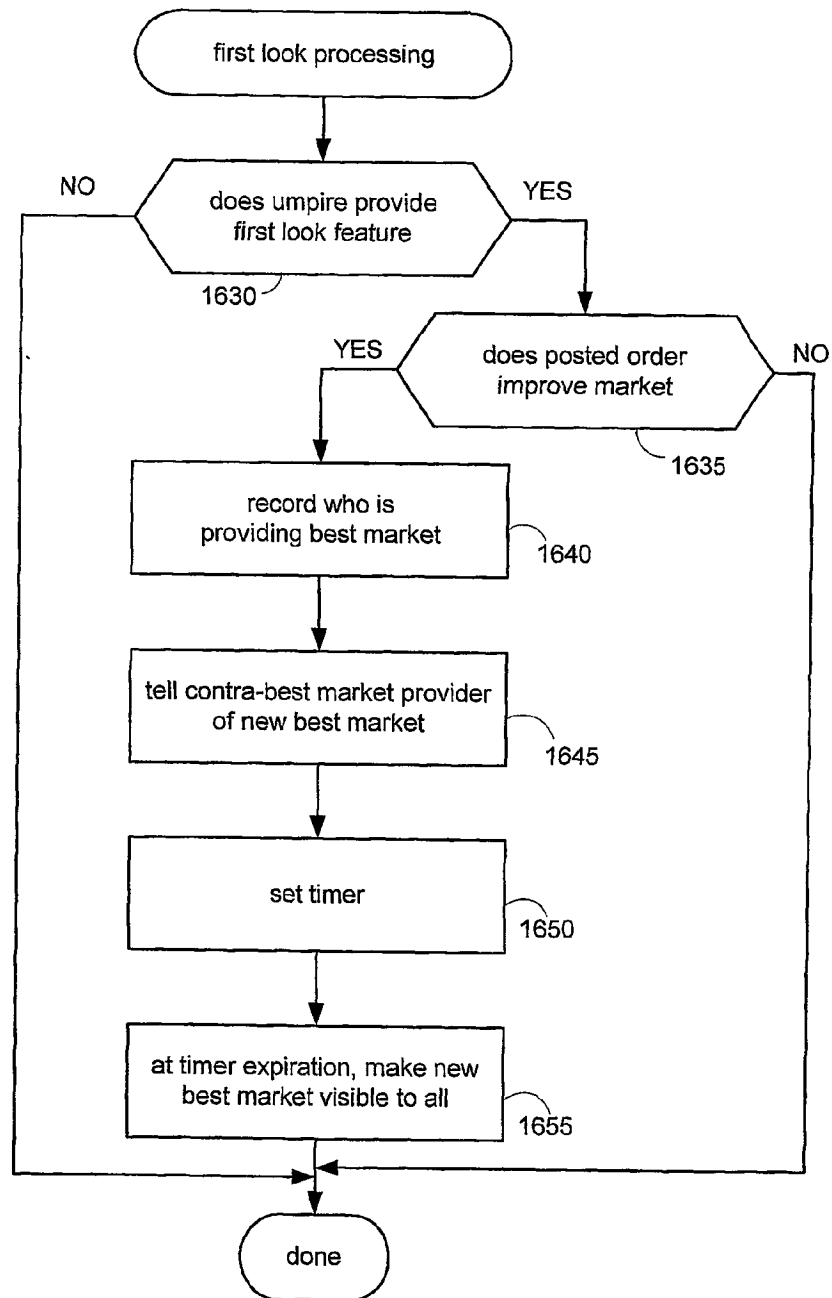 first look processing
NO
does umpire provide
first look feature
YES
1630
YES
does posted order
improve market
NO
1635
record who is
providing best market
1640
tell contra-best market provider
of new best market
1645
set timer
1650
at timer expiration, make new
best market visible to all
1655
done